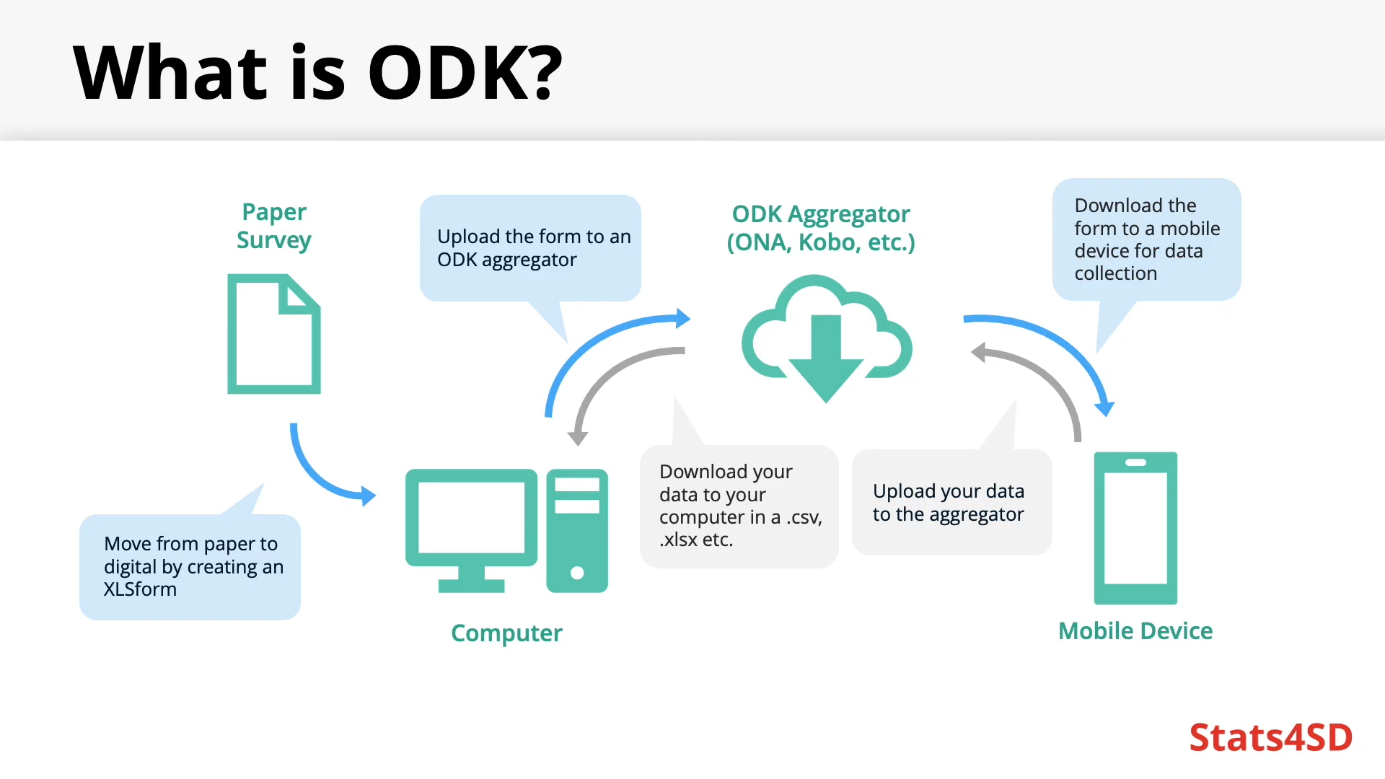 What is ODK?
Paper
Survey
Upload the form to an
ODK aggregator
ODK Aggregator
(ONA, Kobo, etc.)
Download the
form to a mobile
device for data
collection
Move from paper to
digital by creating an
XLSform
Computer
Download your
data to your
computer in a .csv,
.xlsx etc.
Upload your data
to the aggregator
Mobile Device
Stats4SD